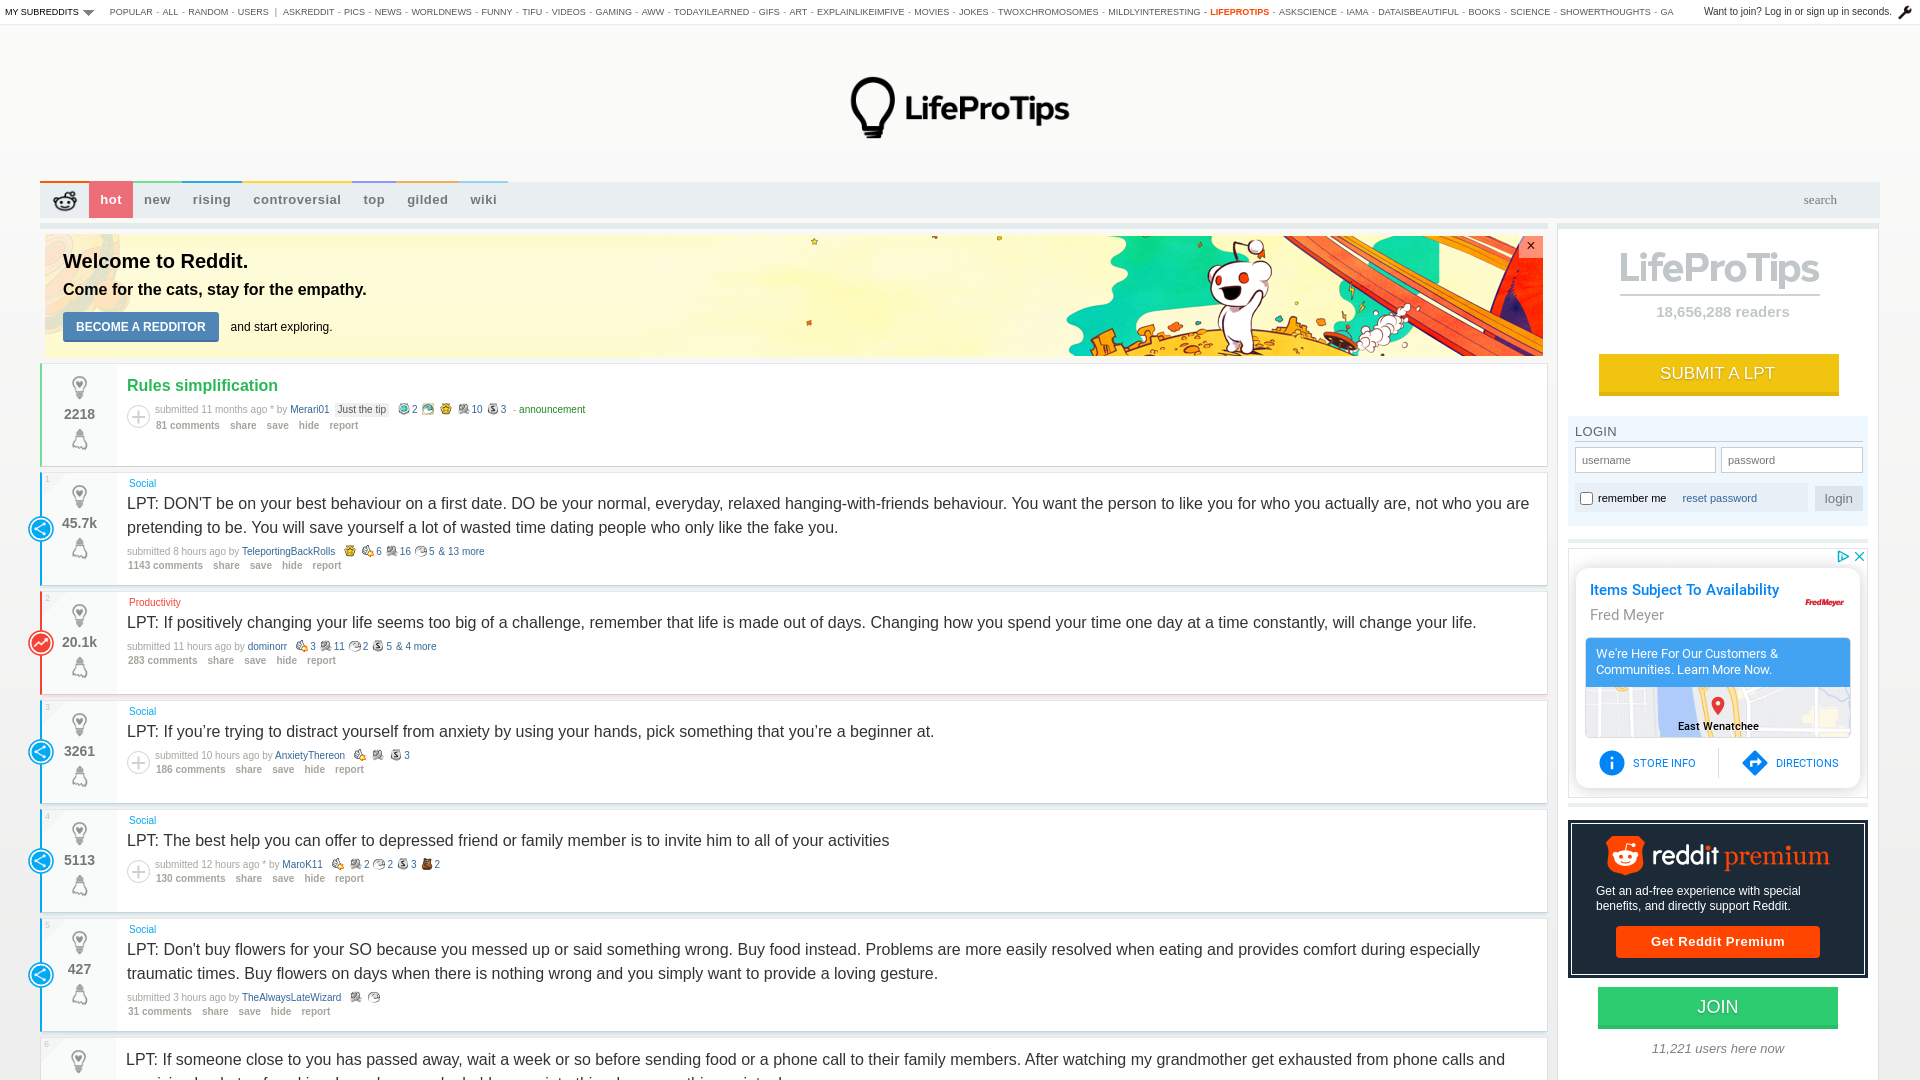 MY SUBREDDITS POPULAR - ALL - RANDOM - USERS | ASKREDDIT - PICS - NEWS - WORLDNEWS - FUNNY - TIFU - VIDEOS - GAMING - AWW - TODAYILEARNED - GIFS - ART - EXPLAINLIKEIMFIVE - MOVIES - JOKES - TWOXCHROMOSOMES - MILDLYINTERESTING - LIFEPROTIPS - ASKSCIENCE - IAMA - DATAISBEAUTIFUL - BOOKS - SCIENCE - SHOWERTHOUGHTS - GA
Want to join? Log in or sign up in seconds.
LifeProTips
hot new rising controversial top gilded wiki search
Welcome to Reddit.
Come for the cats, stay for the empathy.
BECOME A REDDITOR and start exploring.
×
Rules simplification
2218
submitted 11 months ago * by Merari01 Just the tip 2 10 3 - announcement
81 comments share save hide report
1
Social
LPT: DON'T be on your best behaviour on a first date. DO be your normal, everyday, relaxed hanging-with-friends behaviour. You want the person to like you for who you actually are, not who you are
45.7k
pretending to be. You will save yourself a lot of wasted time dating people who only like the fake you.
submitted 8 hours ago by TeleportingBackRolls 6 16 5 & 13 more
1143 comments share save hide report
2
Productivity
LPT: If positively changing your life seems too big of a challenge, remember that life is made out of days. Changing how you spend your time one day at a time constantly, will change your life.
20.1k
submitted 11 hours ago by dominorr 3 11 2 5 & 4 more
283 comments share save hide report
3
Social
LPT: If you’re trying to distract yourself from anxiety by using your hands, pick something that you’re a beginner at.
3261
submitted 10 hours ago by AnxietyThereon 3
186 comments share save hide report
4
Social
LPT: The best help you can offer to depressed friend or family member is to invite him to all of your activities
5113
submitted 12 hours ago * by MaroK11 2 2 3 2
130 comments share save hide report
5
Social
LPT: Don't buy flowers for your SO because you messed up or said something wrong. Buy food instead. Problems are more easily resolved when eating and provides comfort during especially
427
traumatic times. Buy flowers on days when there is nothing wrong and you simply want to provide a loving gesture.
submitted 3 hours ago by TheAlwaysLateWizard
31 comments share save hide report
6
LPT: If someone close to you has passed away, wait a week or so before sending food or a phone call to their family members. After watching my grandmother get exhausted from phone calls and
LifeProTips
18,656,288 readers
SUBMIT A LPT
LOGIN
username password
remember me reset password login
Items Subject To Availability
Fred Meyer
FredMeyer
We're Here For Our Customers &
Communities. Learn More Now.
East Wenatchee
STORE INFO DIRECTIONS
reddit premium
Get an ad-free experience with special
benefits, and directly support Reddit.
Get Reddit Premium
JOIN
11,221 users here now